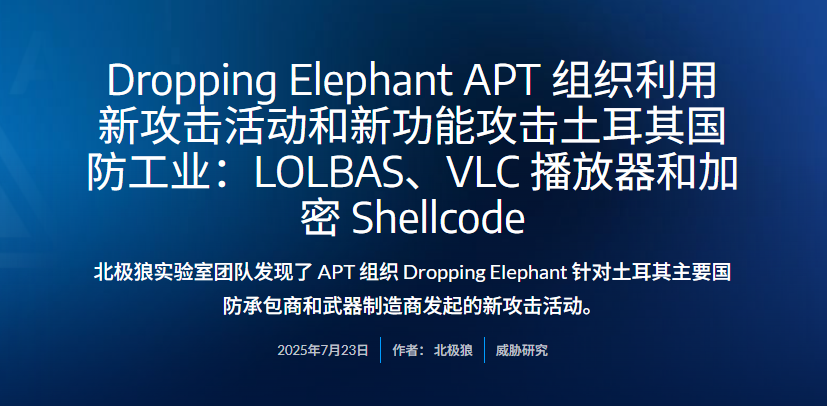 Dropping Elephant APT 组织利用
新攻击活动和新功能攻击土耳其国
防工业：LOLBAS、VLC 播放器和加
密 Shellcode
北极狼实验室团队发现了 APT 组织 Dropping Elephant 针对土耳其主要国
防承包商和武器制造商发起的新攻击活动。
2025年7月23日 作者： 北极狼 威胁研究